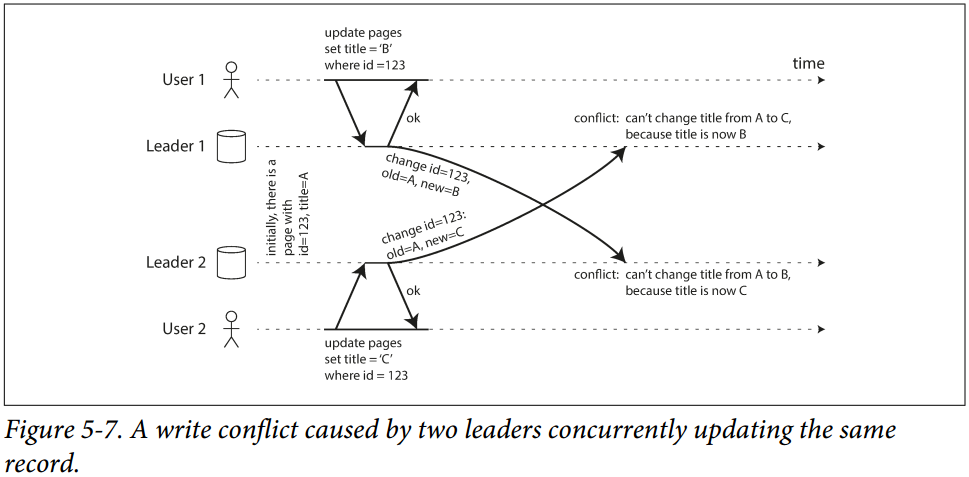 update pages
set title = ‘B’
where id =123
time
User 1
ok
conflict: can’t change title from A to C,
because title is now B
Leader 1
change id=123,
old=A, new=B
initially, there is a
page with
id=123, title=A
change id=123:
old=A, new=C
Leader 2
conflict: can’t change title from A to B,
because title is now C
ok
User 2
update pages
set title = ‘C’
where id = 123
Figure 5-7. A write conflict caused by two leaders concurrently updating the same
record.